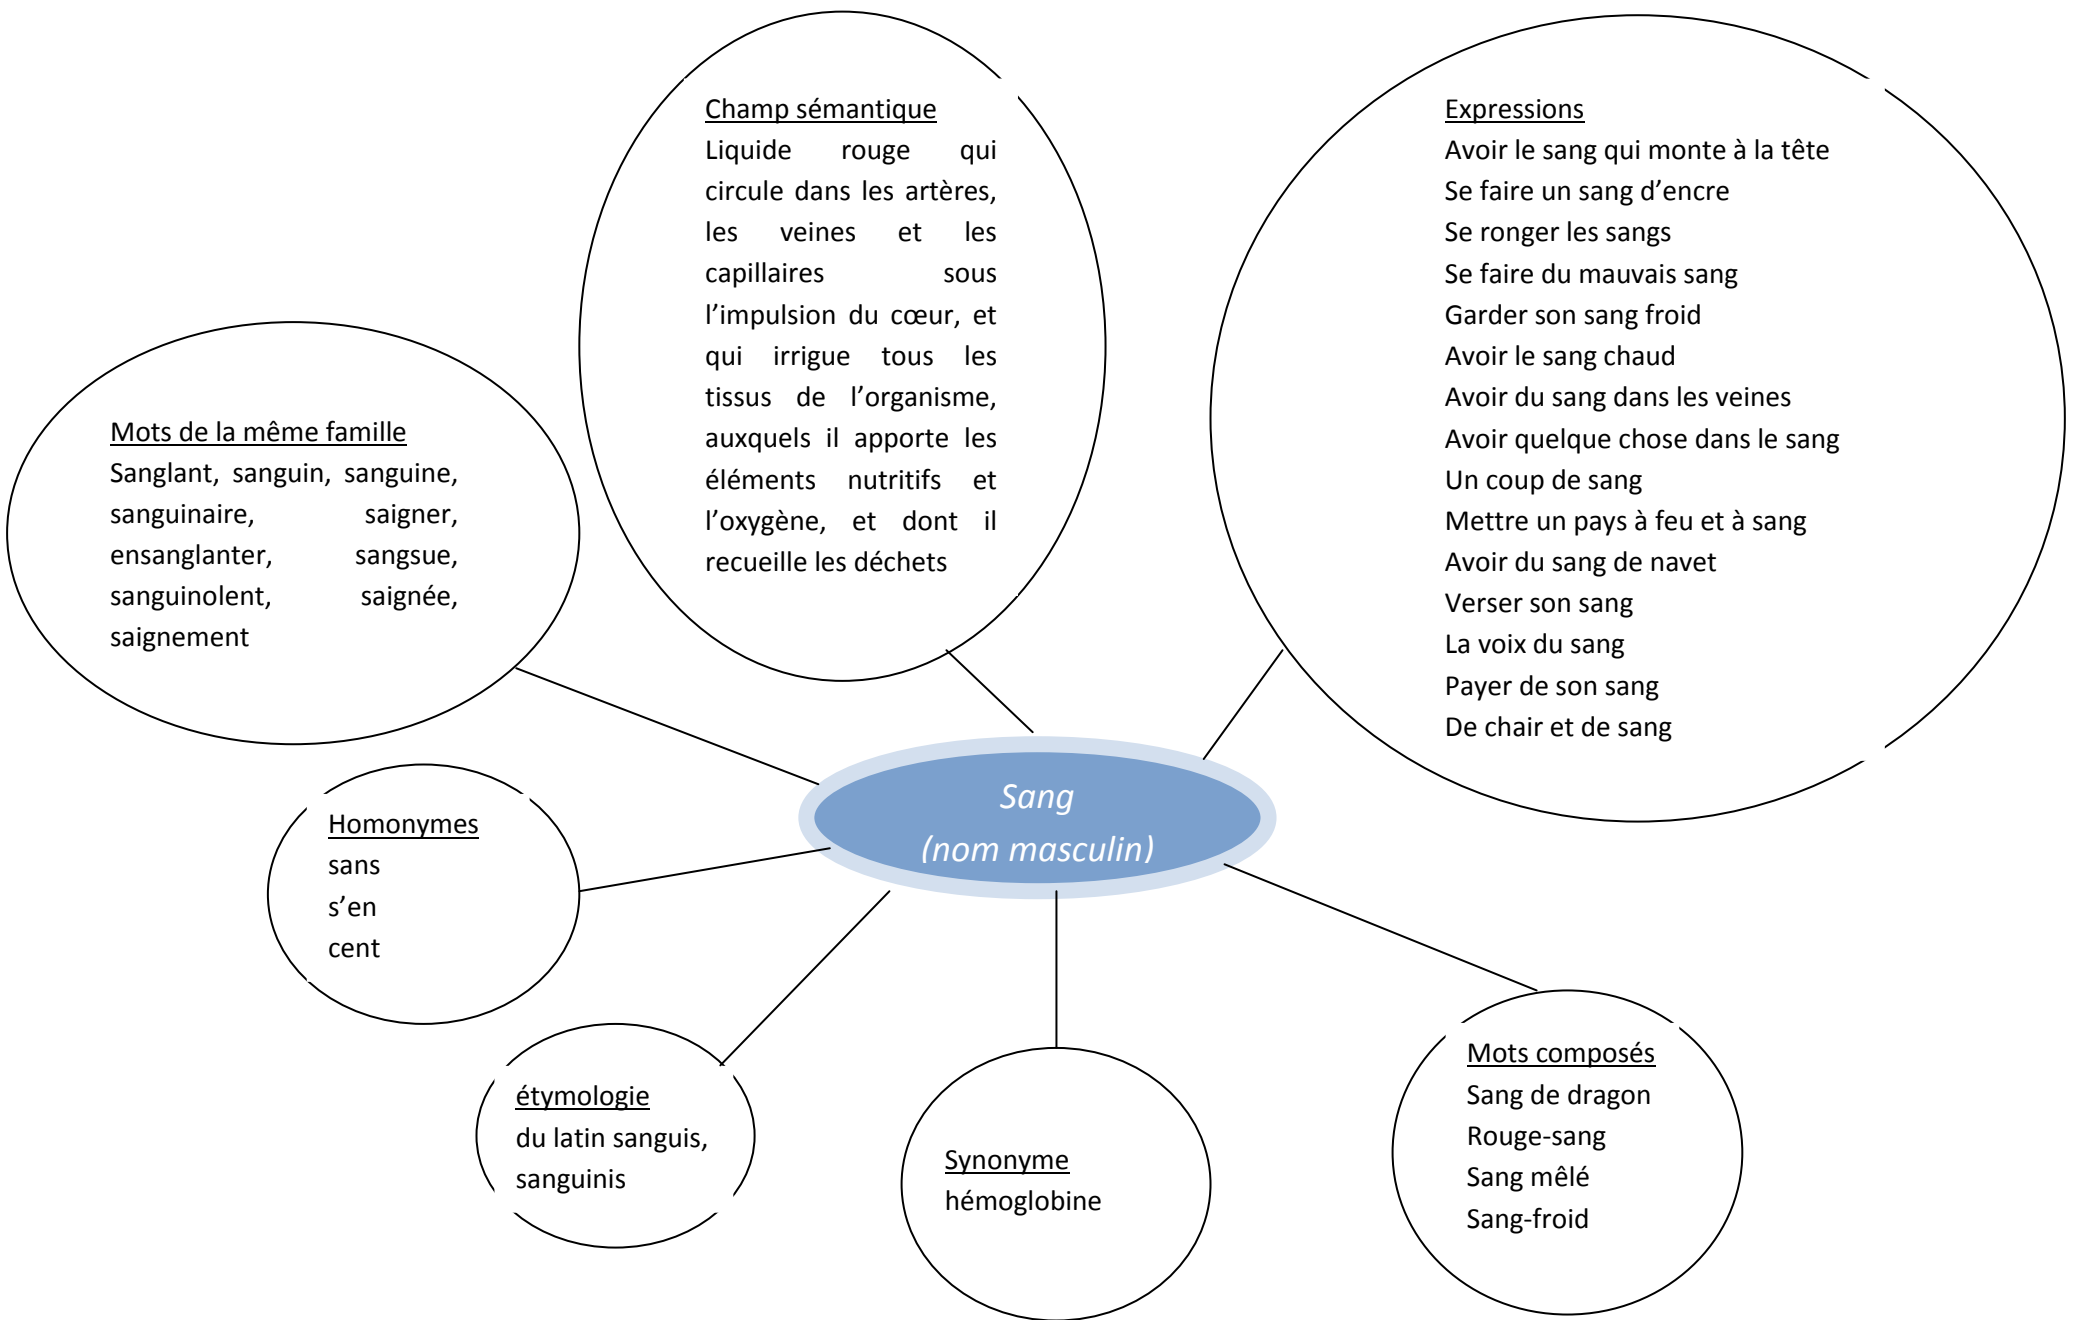 Champ sémantique
Liquide rouge qui
circule dans les artères,
les veines et les
capillaires sous
l’impulsion du cœur, et
qui irrigue tous les
tissus de l’organisme,
auxquels il apporte les
éléments nutritifs et
l’oxygène, et dont il
recueille les déchets
Expressions
Avoir le sang qui monte à la tête
Se faire un sang d’encre
Se ronger les sangs
Se faire du mauvais sang
Garder son sang froid
Avoir le sang chaud
Avoir du sang dans les veines
Avoir quelque chose dans le sang
Un coup de sang
Mettre un pays à feu et à sang
Avoir du sang de navet
Verser son sang
La voix du sang
Payer de son sang
De chair et de sang
Mots de la même famille
Sanglant, sanguin, sanguine,
sanguinaire, saigner,
ensanglanter, sangsue,
sanguinolent, saignée,
saignement
Sang
(nom masculin)
Homonymes
sans
s’en
cent
étymologie
du latin sanguis,
sanguinis
Synonyme
hémoglobine
Mots composés
Sang de dragon
Rouge-sang
Sang mêlé
Sang-froid